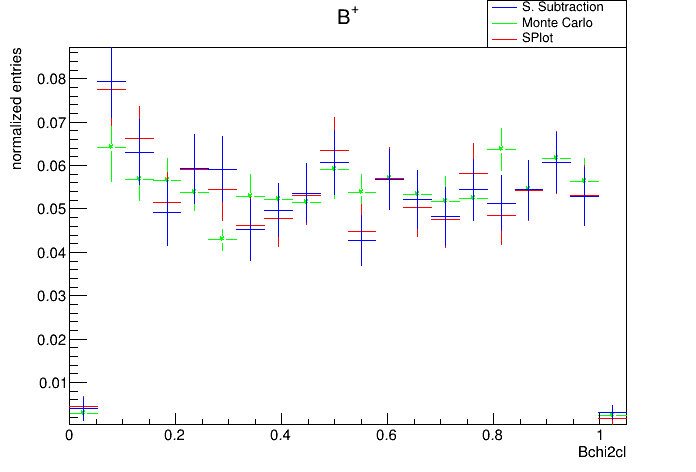 B+
S. Subtraction
Monte Carlo
SPlot
normalized entries
0.08
0.07
0.06
0.05
0.04
0.03
0.02
0.01
0 0.2 0.4 0.6 0.8 1
Bchi2cl